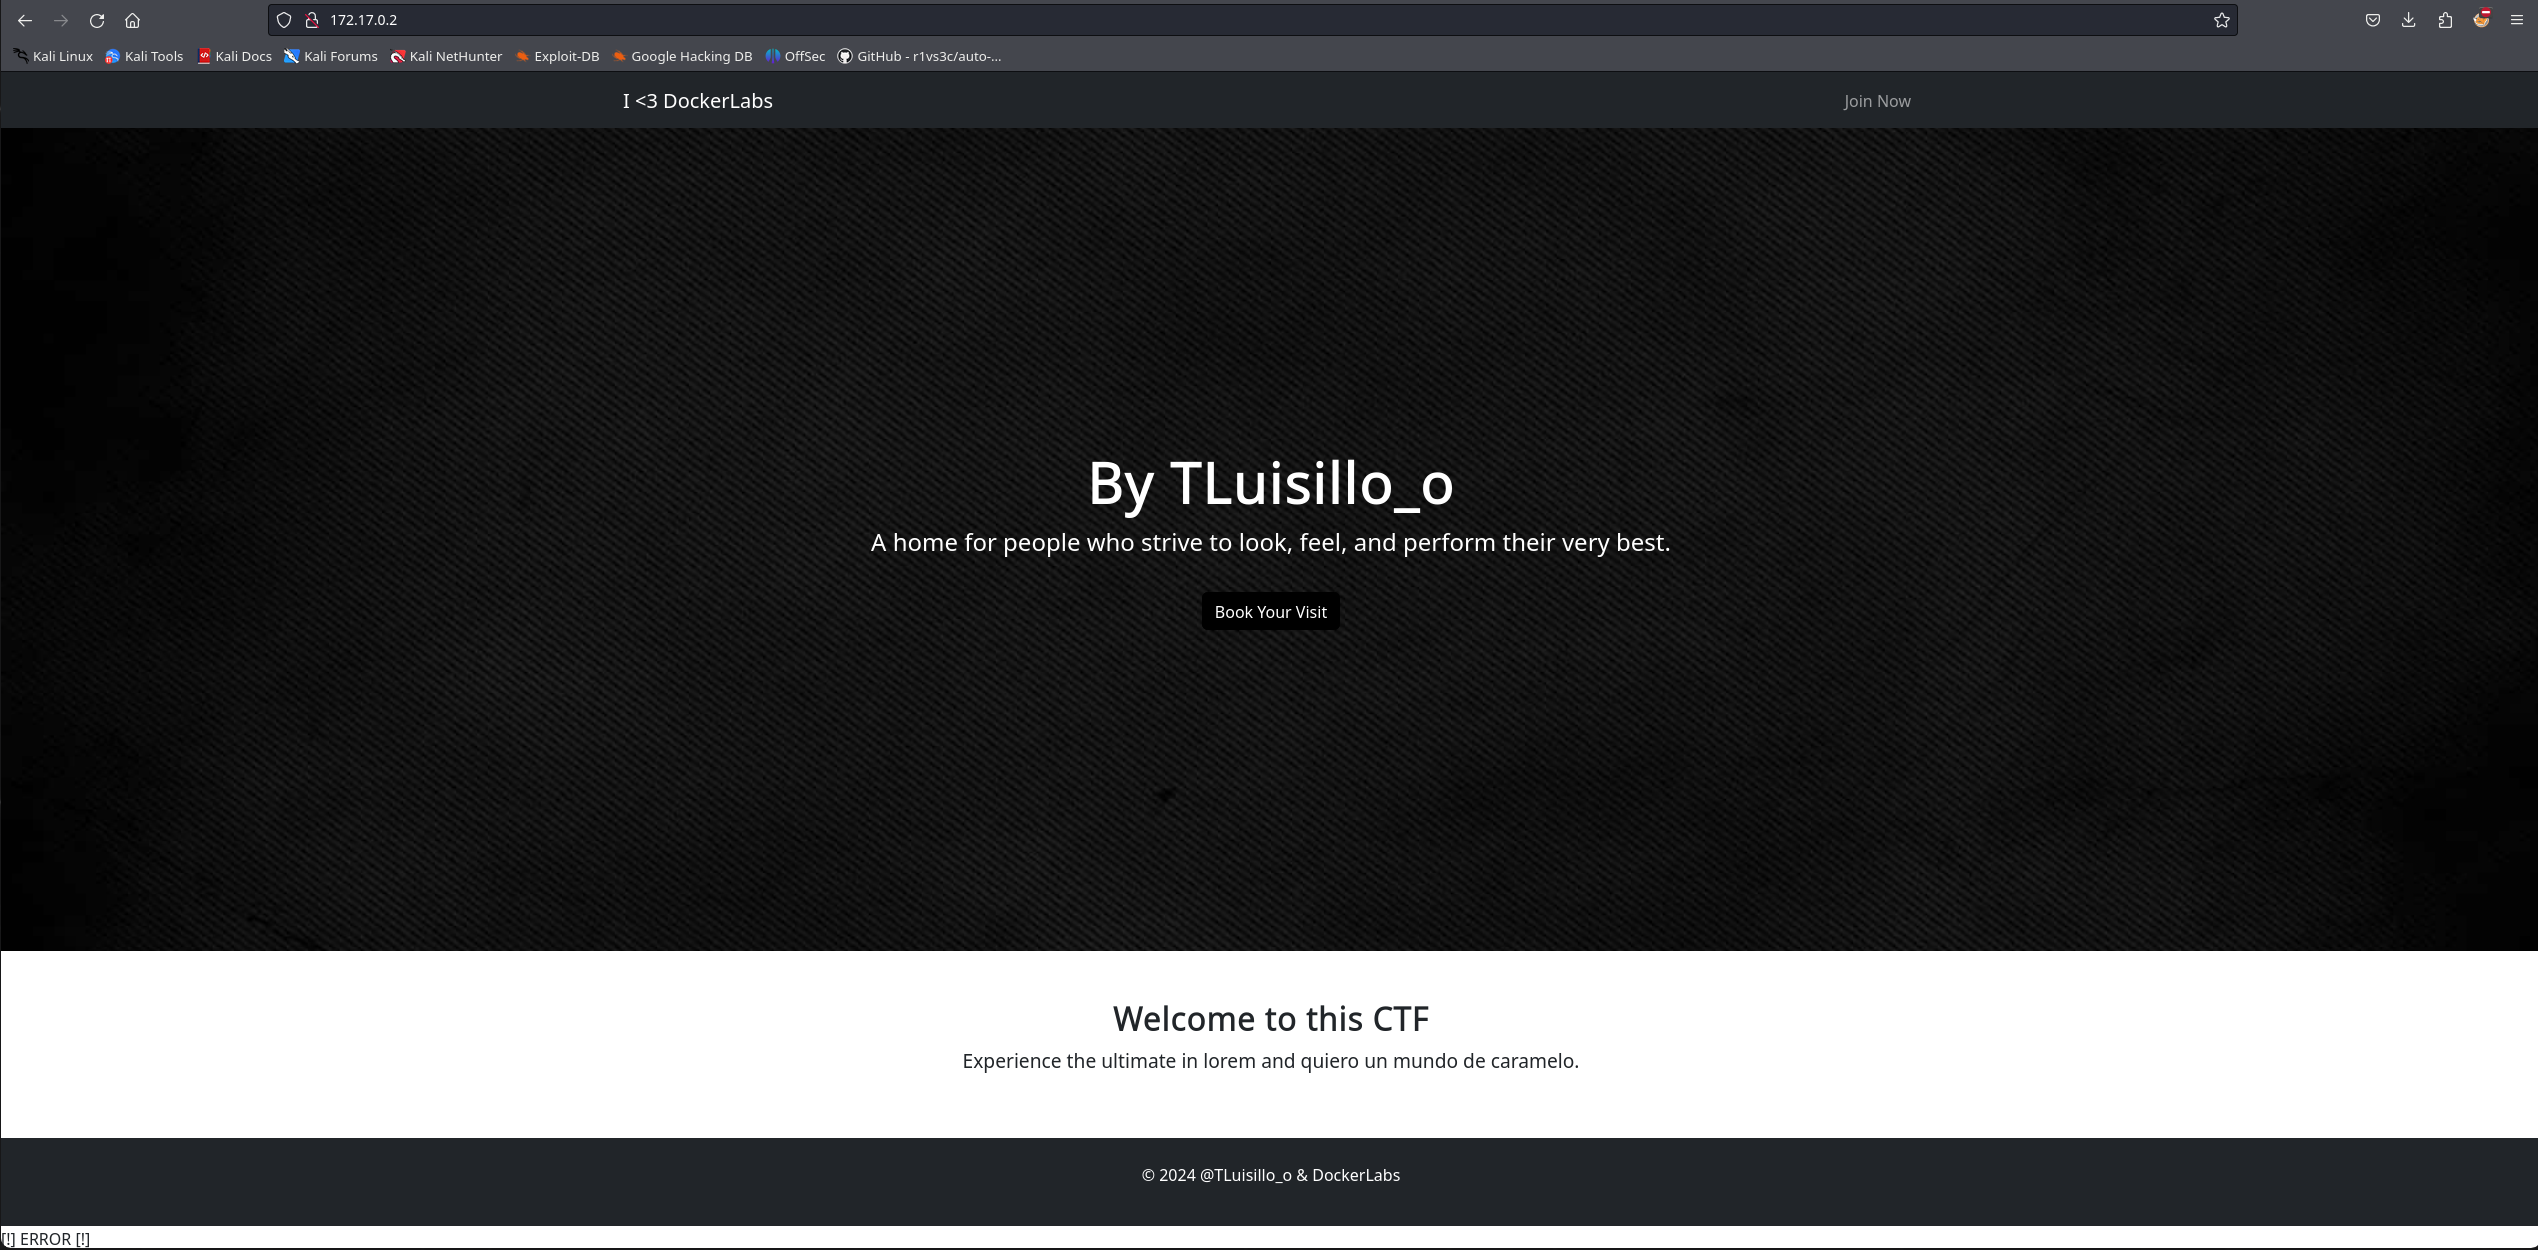 172.17.0.2
Kali Linux Kali Tools Kali Docs Kali Forums Kali NetHunter Exploit-DB Google Hacking DB OffSec GitHub - r1vs3c/auto-...
I <3 DockerLabs Join Now
By TLuisillo_o
A home for people who strive to look, feel, and perform their very best.
Book Your Visit
Welcome to this CTF
Experience the ultimate in lorem and quiero un mundo de caramelo.
© 2024 @TLuisillo_o & DockerLabs
[!] ERROR [!]